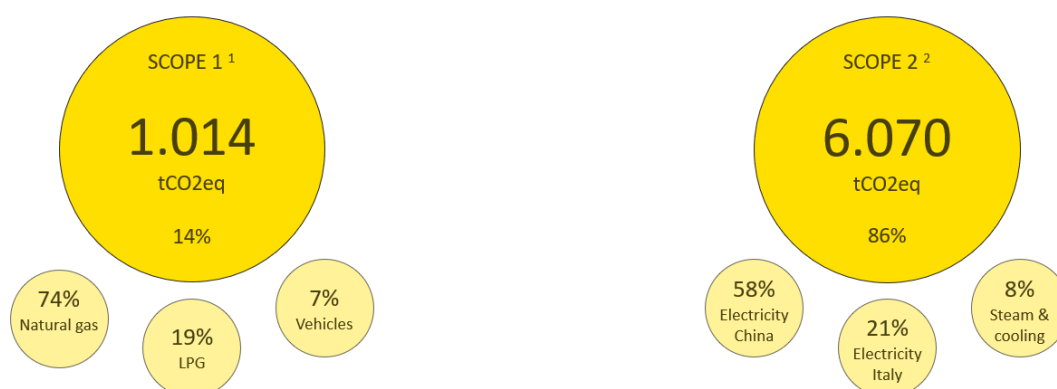 SCOPE 1 ¹
1.014
tCO2eq
14%
74%
Natural gas
19%
LPG
7%
Vehicles
SCOPE 2 ²
6.070
tCO2eq
86%
58%
Electricity
China
21%
Electricity
Italy
8%
Steam &
cooling